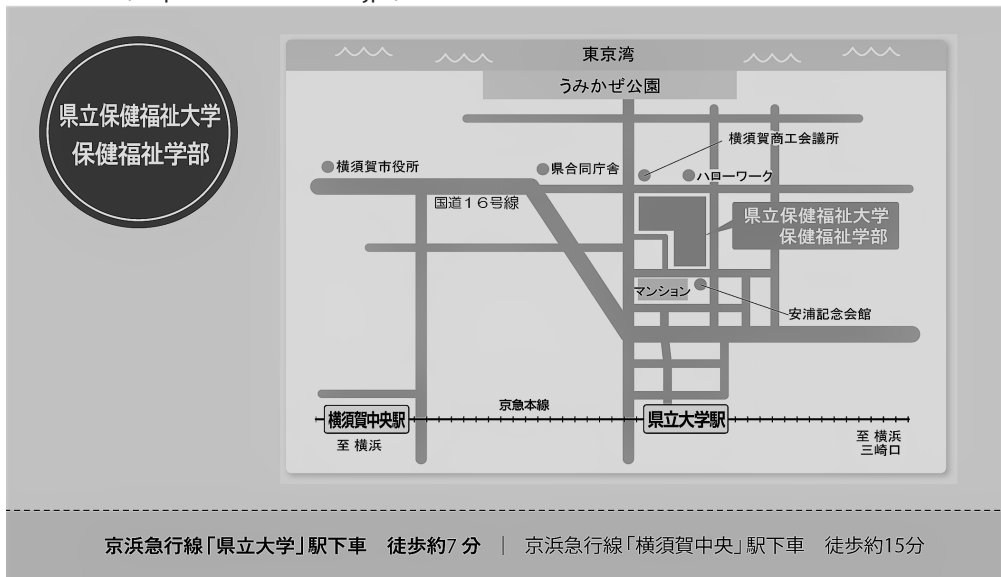 県立保健福祉大学
保健福祉学部
東京湾
うみかぜ公園
横須賀商工会議所
横須賀市役所
県合同庁舎
ハローワーク
国道16号線
県立保健福祉大学
保健福祉学部
マンション
安浦記念会館
京急本線
横須賀中央駅
県立大学駅
至 横浜
至 横浜
三崎口
京浜急行線「県立大学」駅下車　徒歩約7 分 | 京浜急行線「横須賀中央」駅下車　徒歩約15分